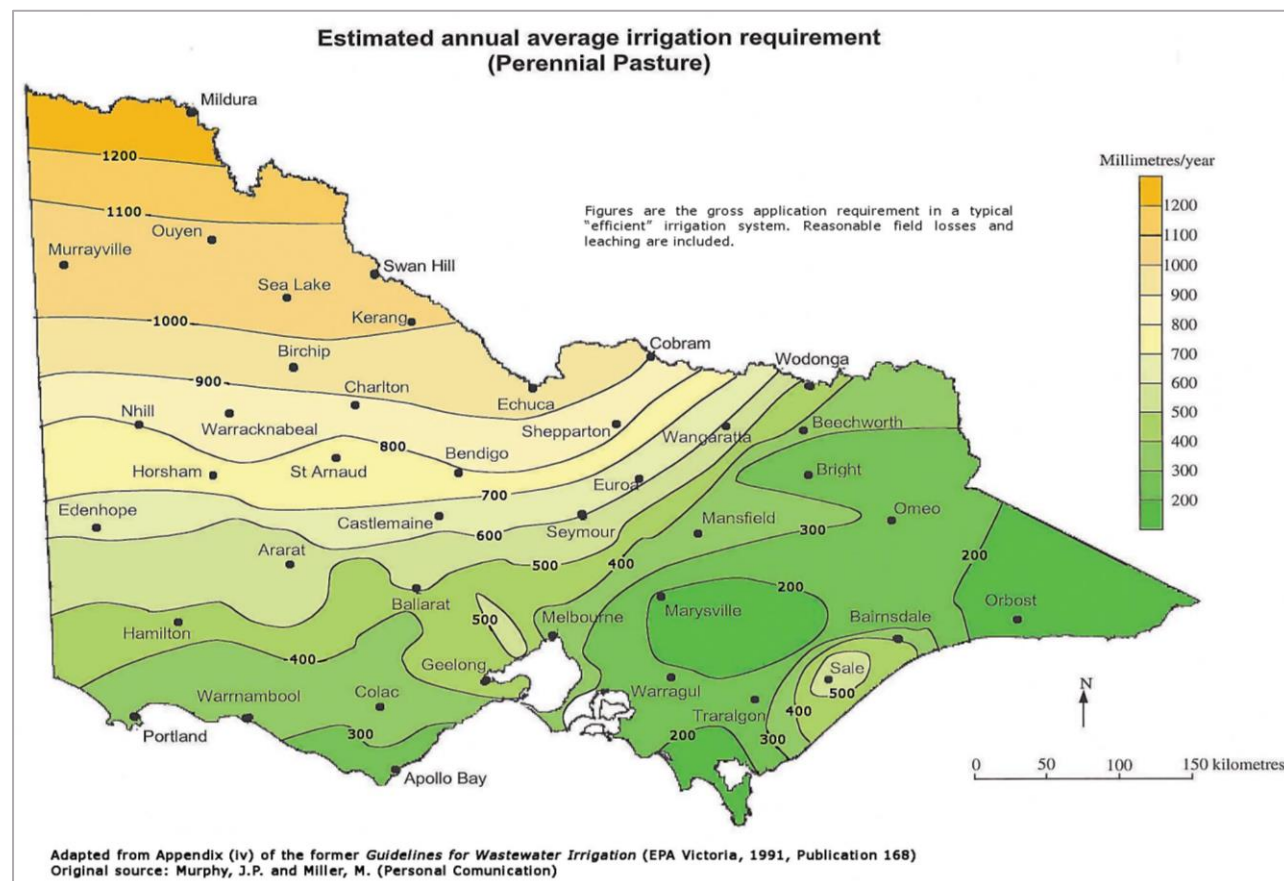 Estimated annual average irrigation requirement
(Perennial Pasture)
Mildura
1200
Millimetres/year
1200
1100
1000
900
800
700
600
500
400
300
200
Figures are the gross application requirement in a typical
"efficient" irrigation system. Reasonable field losses and
leaching are included.
1100
Ouyen
Murrayville
Swan Hill
Sea Lake
1000
Kerang
Birchip
Cobram
Wodonga
900
Charlton
Echuca
Nhill
Warracknabeal
Shepparton
Wangaratta
Beechworth
800
Bendigo
Horsham
St Arnaud
Euroa
Bright
700
Edenhope
Castlemaine
600
Seymour
Mansfield
300
Omeo
Ararat
500
400
200
200
Ballarat
Marysville
Orbost
Hamilton
500
Melbourne
Bairnsdale
400
Geelong
Sale
Warragul
500
Warrnambool
Colac
Traralgon
400
N
Portland
300
200
300
Apollo Bay
0 50 100 150 kilometres
Adapted from Appendix (iv) of the former Guidelines for Wastewater Irrigation (EPA Victoria, 1991, Publication 168)
Original source: Murphy, J.P. and Miller, M. (Personal Comunication)